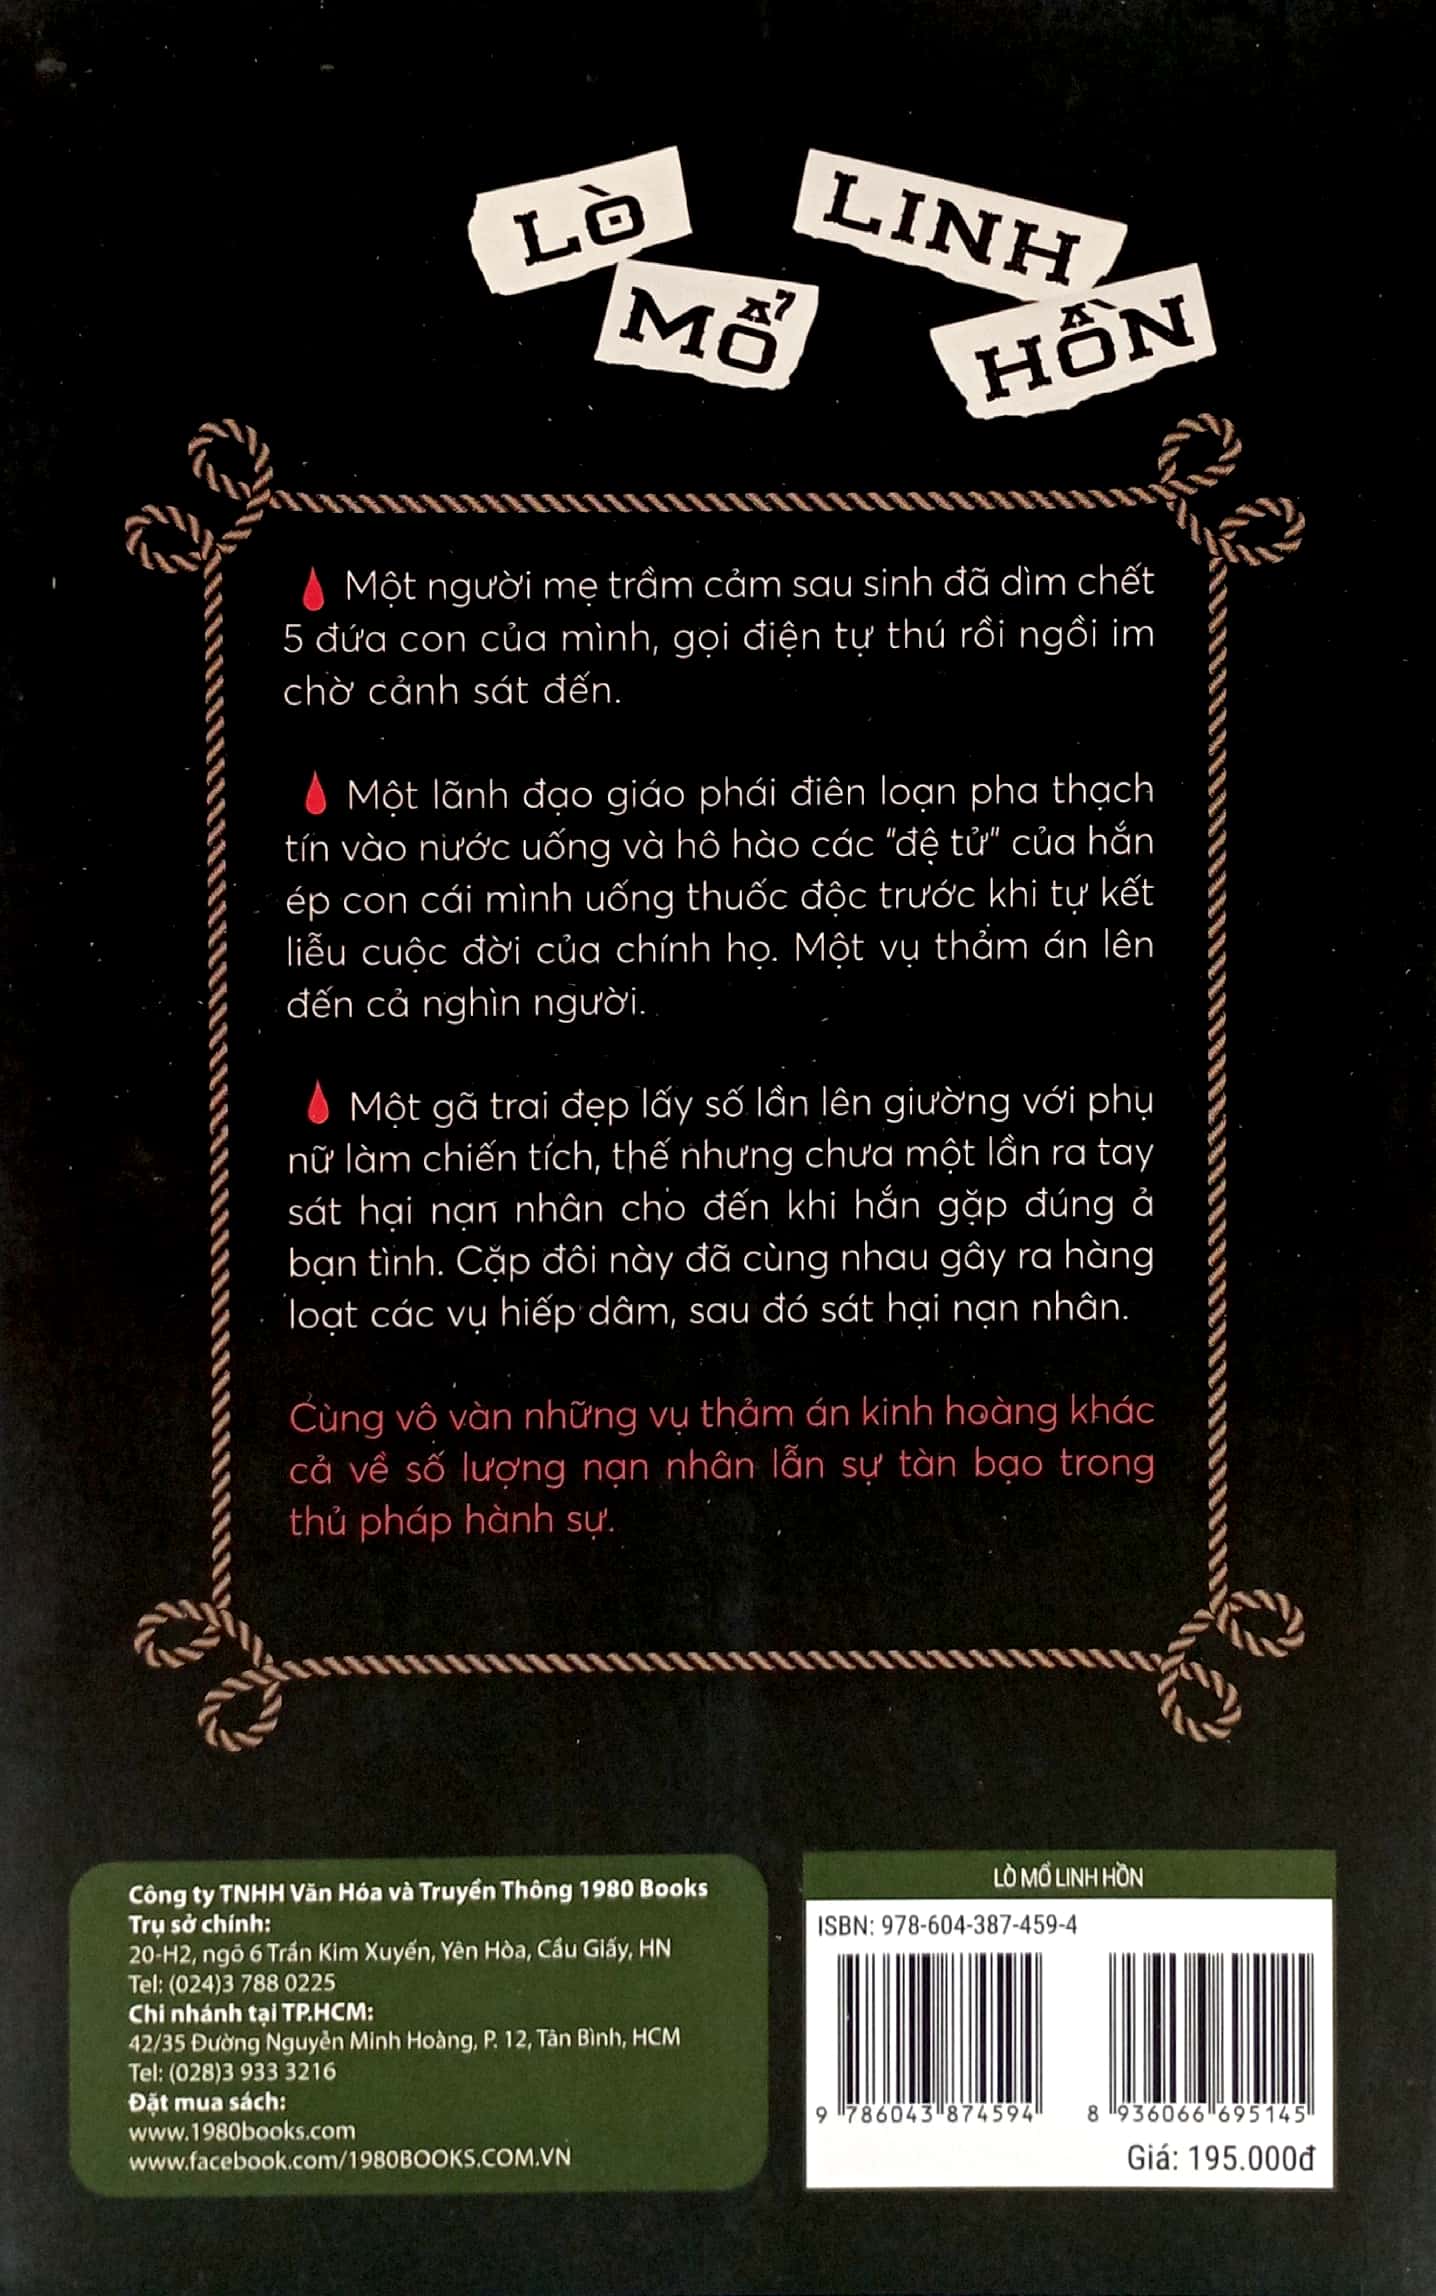 LÒ
MỔ
LINH
HỒN
Một người mẹ trầm cảm sau sinh đã dìm chết
5 đứa con của mình, gọi điện tự thú rồi ngồi im
chờ cảnh sát đến.
Một lãnh đạo giáo phái điên loạn pha thạch
tín vào nước uống và hô hào các "đệ tử" của hắn
ép con cái mình uống thuốc độc trước khi tự kết
liễu cuộc đời của chính họ. Một vụ thảm án lên
đến cả nghìn người.
Một gã trai đẹp lấy số lần lên giường với phụ
nữ làm chiến tích, thế nhưng chưa một lần ra tay
sát hại nạn nhân cho đến khi hắn gặp đúng ả
bạn tình. Cặp đôi này đã cùng nhau gây ra hàng
loạt các vụ hiếp dâm, sau đó sát hại nạn nhân.
Cùng vô vàn những vụ thảm án kinh hoàng khác
cả về số lượng nạn nhân lẫn sự tàn bạo trong
thủ pháp hành sự.
Công ty TNHH Văn Hóa và Truyền Thông 1980 Books
Trụ sở chính:
20-H2, ngõ 6 Trần Kim Xuyến, Yên Hòa, Cầu Giấy, HN
Tel: (024)3 788 0225
Chi nhánh tại TP.HCM:
42/35 Đường Nguyễn Minh Hoàng, P. 12, Tân Bình, HCM
Tel: (028)3 933 3216
Đặt mua sách:
www.1980books.com
www.facebook.com/1980BOOKS.COM.VN
LÒ MỔ LINH HỒN
ISBN: 978-604-387-459-4
9 786043 874594
8 936066 695145
Giá: 195.000đ